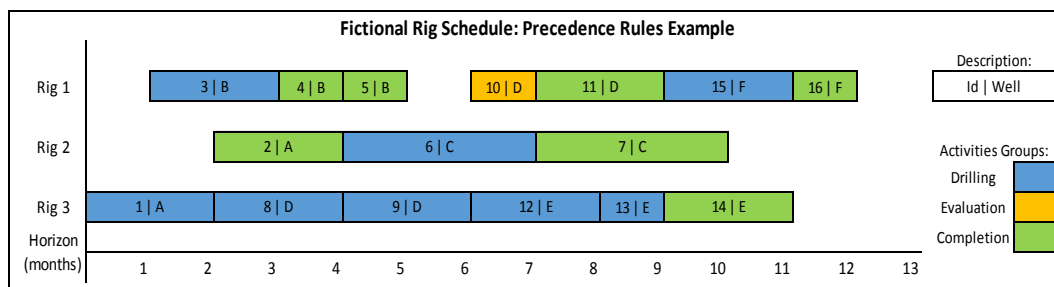 Fictional Rig Schedule: Precedence Rules Example
Description:
Id | Well
Rig 1
3 | B
4 | B
5 | B
10 | D
11 | D
15 | F
16 | F
Rig 2
2 | A
6 | C
7 | C
Activities Groups:
Drilling
Evaluation
Completion
Rig 3
1 | A
8 | D
9 | D
12 | E
13 | E
14 | E
Horizon
(months)
1 2 3 4 5 6 7 8 9 10 11 12 13